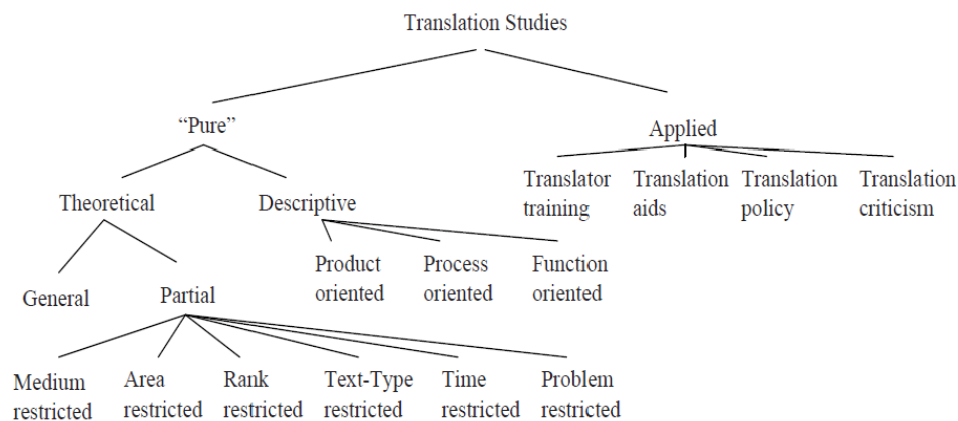 Translation Studies
“Pure”
Applied
Theoretical
Descriptive
Translator
training
Translation
aids
Translation
policy
Translation
criticism
General
Partial
Product
oriented
Process
oriented
Function
oriented
Medium
restricted
Area
restricted
Rank
restricted
Text-Type
restricted
Time
restricted
Problem
restricted